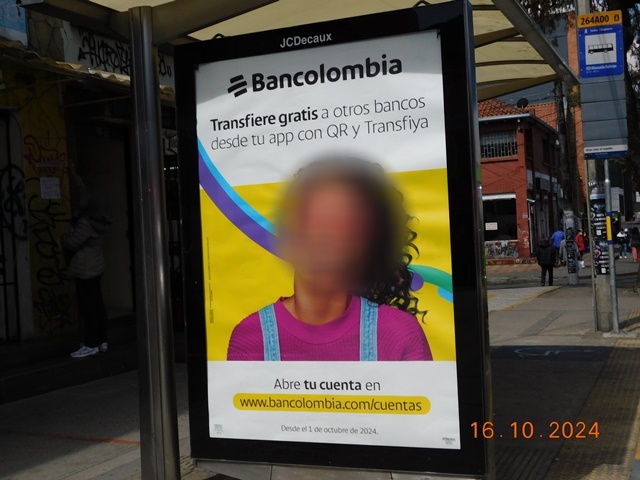 JCDecaux
Bancolombia
Transfiere gratis a otros bancos
desde tu app con QR y Transfiya
Abre tu cuenta en
www.bancolombia.com/cuentas
Desde el 1 de octubre de 2024.
264A00
16.10.2024